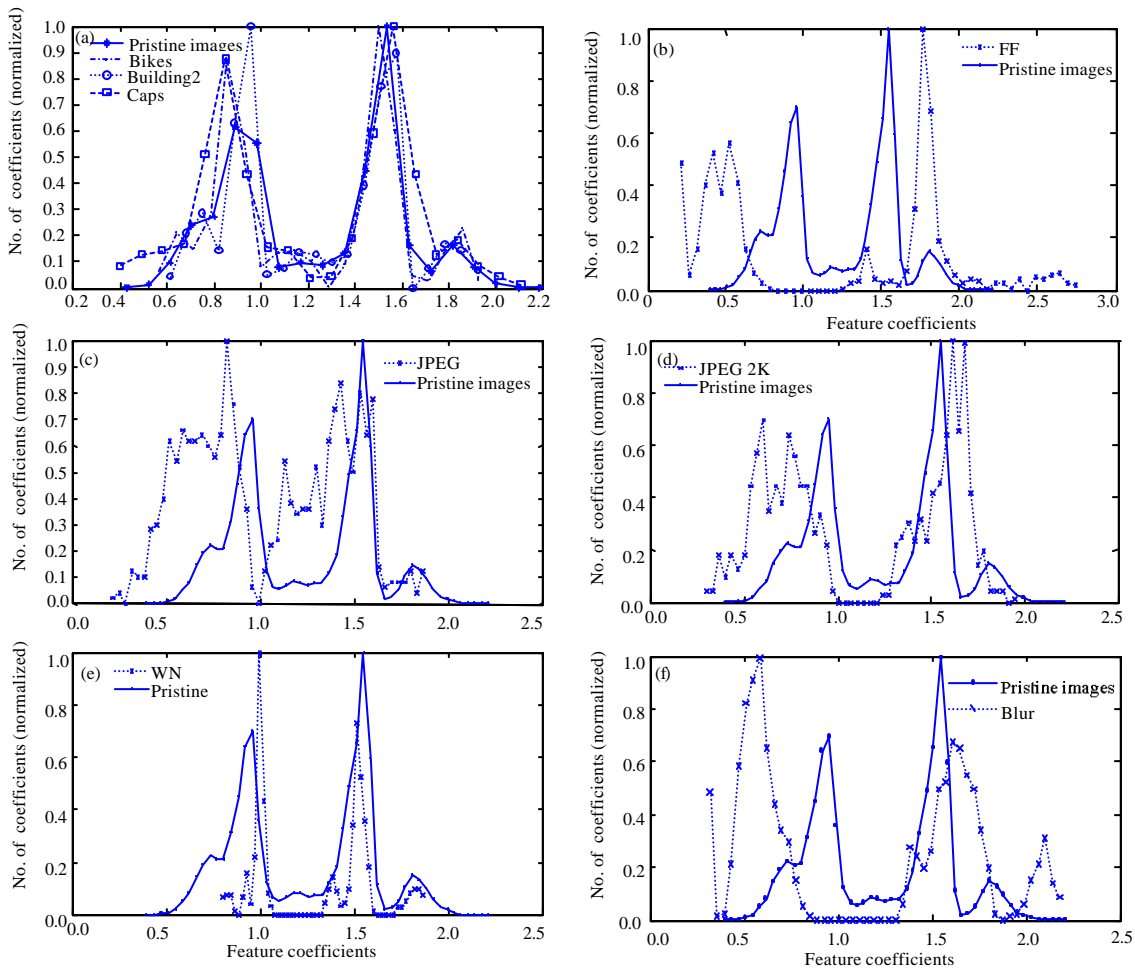 (a)
Pristine images
Bikes
Building2
Caps
No. of coefficients (normalized)
1.0
0.9
0.8
0.7
0.6
0.5
0.4
0.3
0.2
0.1
0.0
0.2 0.4 0.6 0.8 1.0 1.2 1.4 1.6 1.8 2.0 2.2
(b)
FF
Pristine images
No. of coefficients (normalized)
1.0
0.8
0.6
0.4
0.2
0.0
0 0.5 1.0 1.5 2.0 2.5 3.0
Feature coefficients
(c)
JPEG
Pristine images
No. of coefficients (normalized)
1.0
0.9
0.8
0.7
0.6
0.5
0.4
0.3
0.2
0.1
0.0
0.5 1.0 1.5 2.0 2.5
(d)
JPEG 2K
Pristine images
No. of coefficients (normalized)
1.0
0.8
0.6
0.4
0.2
0.0
0.0 0.5 1.0 1.5 2.0 2.5
(e)
WN
Pristine
No. of coefficients (normalized)
1.0
0.8
0.6
0.4
0.2
0.0
0.0 0.5 1.0 1.5 2.0 2.5
Feature coefficients
(f)
Pristine images
Blur
No. of coefficients (normalized)
1.0
0.8
0.6
0.4
0.2
0.0
0.0 0.5 1.0 1.5 2.0 2.5
Feature coefficients